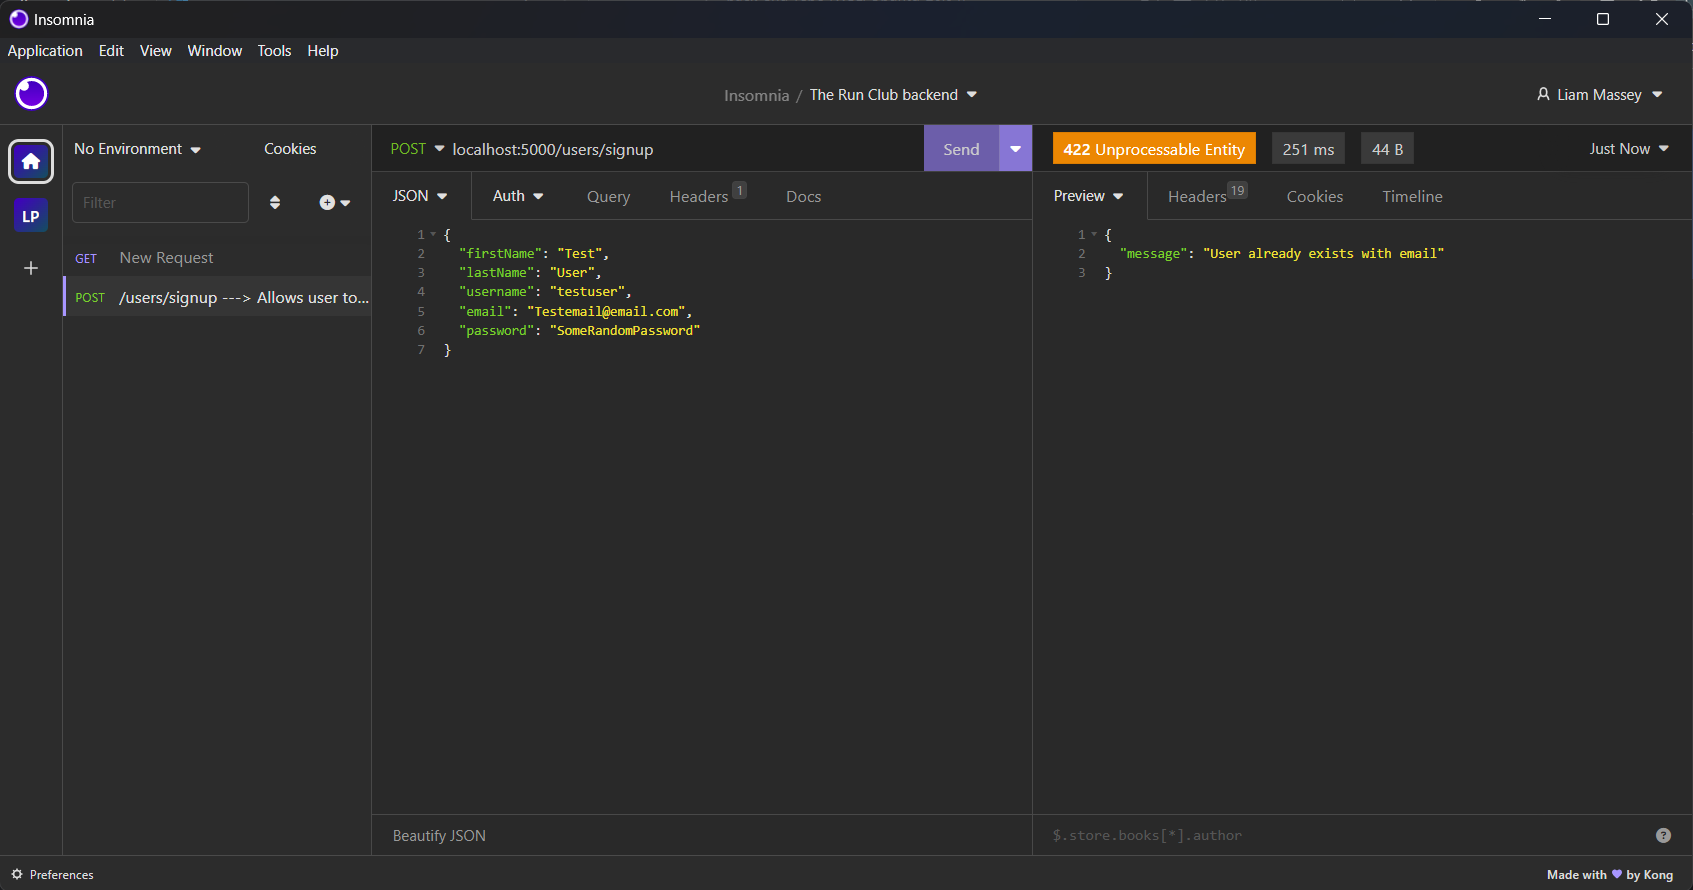 Insomnia
Application Edit View Window Tools Help
Insomnia / The Run Club backend
Liam Massey
No Environment Cookies
POST localhost:5000/users/signup Send
422 Unprocessable Entity 251 ms 44 B Just Now
JSON Auth Query Headers 1 Docs
Preview Headers 19 Cookies Timeline
Filter
LP
GET New Request
POST /users/signup ---> Allows user to...
1 {
2 "firstName": "Test",
3 "lastName": "User",
4 "username": "testuser",
5 "email": "Testemail@email.com",
6 "password": "SomeRandomPassword"
7 }
1 {
2 "message": "User already exists with email"
3 }
Beautify JSON
$.store.books[*].author ?
Preferences
Made with 💜 by Kong